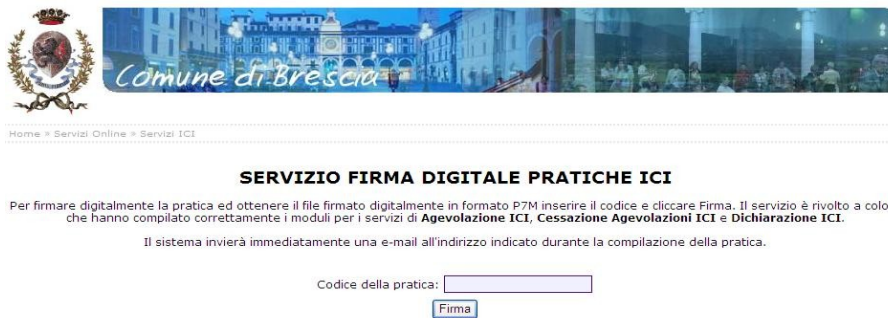 Comune di Brescia
Home » Servizi Online » Servizi ICI
SERVIZIO FIRMA DIGITALE PRATICHE ICI
Per firmare digitalmente la pratica ed ottenere il file firmato digitalmente in formato P7M inserire il codice e cliccare Firma. Il servizio è rivolto a colo
che hanno compilato correttamente i moduli per i servizi di Agevolazione ICI, Cessazione Agevolazioni ICI e Dichiarazione ICI.
Il sistema invierà immediatamente una e-mail all'indirizzo indicato durante la compilazione della pratica.
Codice della pratica:
Firma